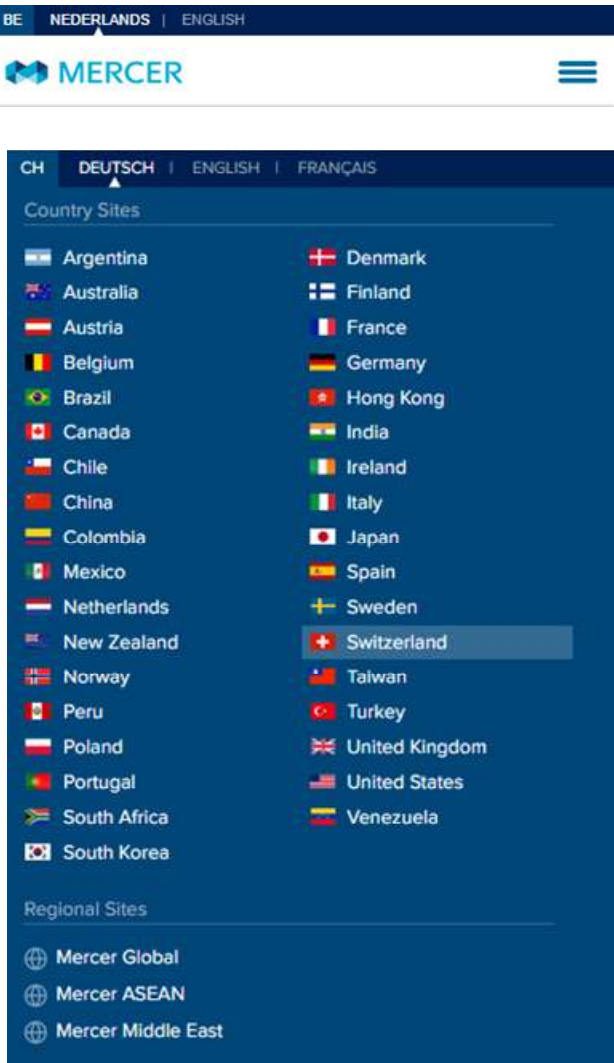 BE NEDERLANDS | ENGLISH
MERCER
CH DEUTSCH | ENGLISH | FRANÇAIS
Country Sites
Argentina
Australia
Austria
Belgium
Brazil
Canada
Chile
China
Colombia
Mexico
Netherlands
New Zealand
Norway
Peru
Poland
Portugal
South Africa
South Korea
Denmark
Finland
France
Germany
Hong Kong
India
Ireland
Italy
Japan
Spain
Sweden
Switzerland
Taiwan
Turkey
United Kingdom
United States
Venezuela
Regional Sites
Mercer Global
Mercer ASEAN
Mercer Middle East